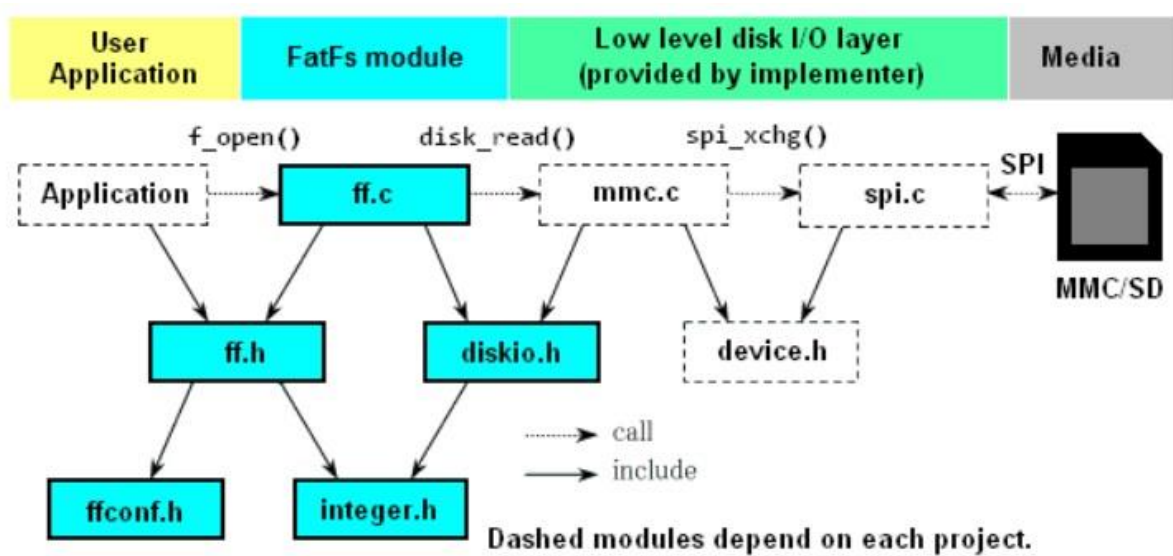 User
Application
FatFs module
Low level disk I/O layer
(provided by implementer)
Media
f_open()
disk_read()
spi_xchg()
SPI
Application
ff.c
mmc.c
spi.c
MMC/SD
ff.h
diskio.h
device.h
call
include
ffconf.h
integer.h
Dashed modules depend on each project.